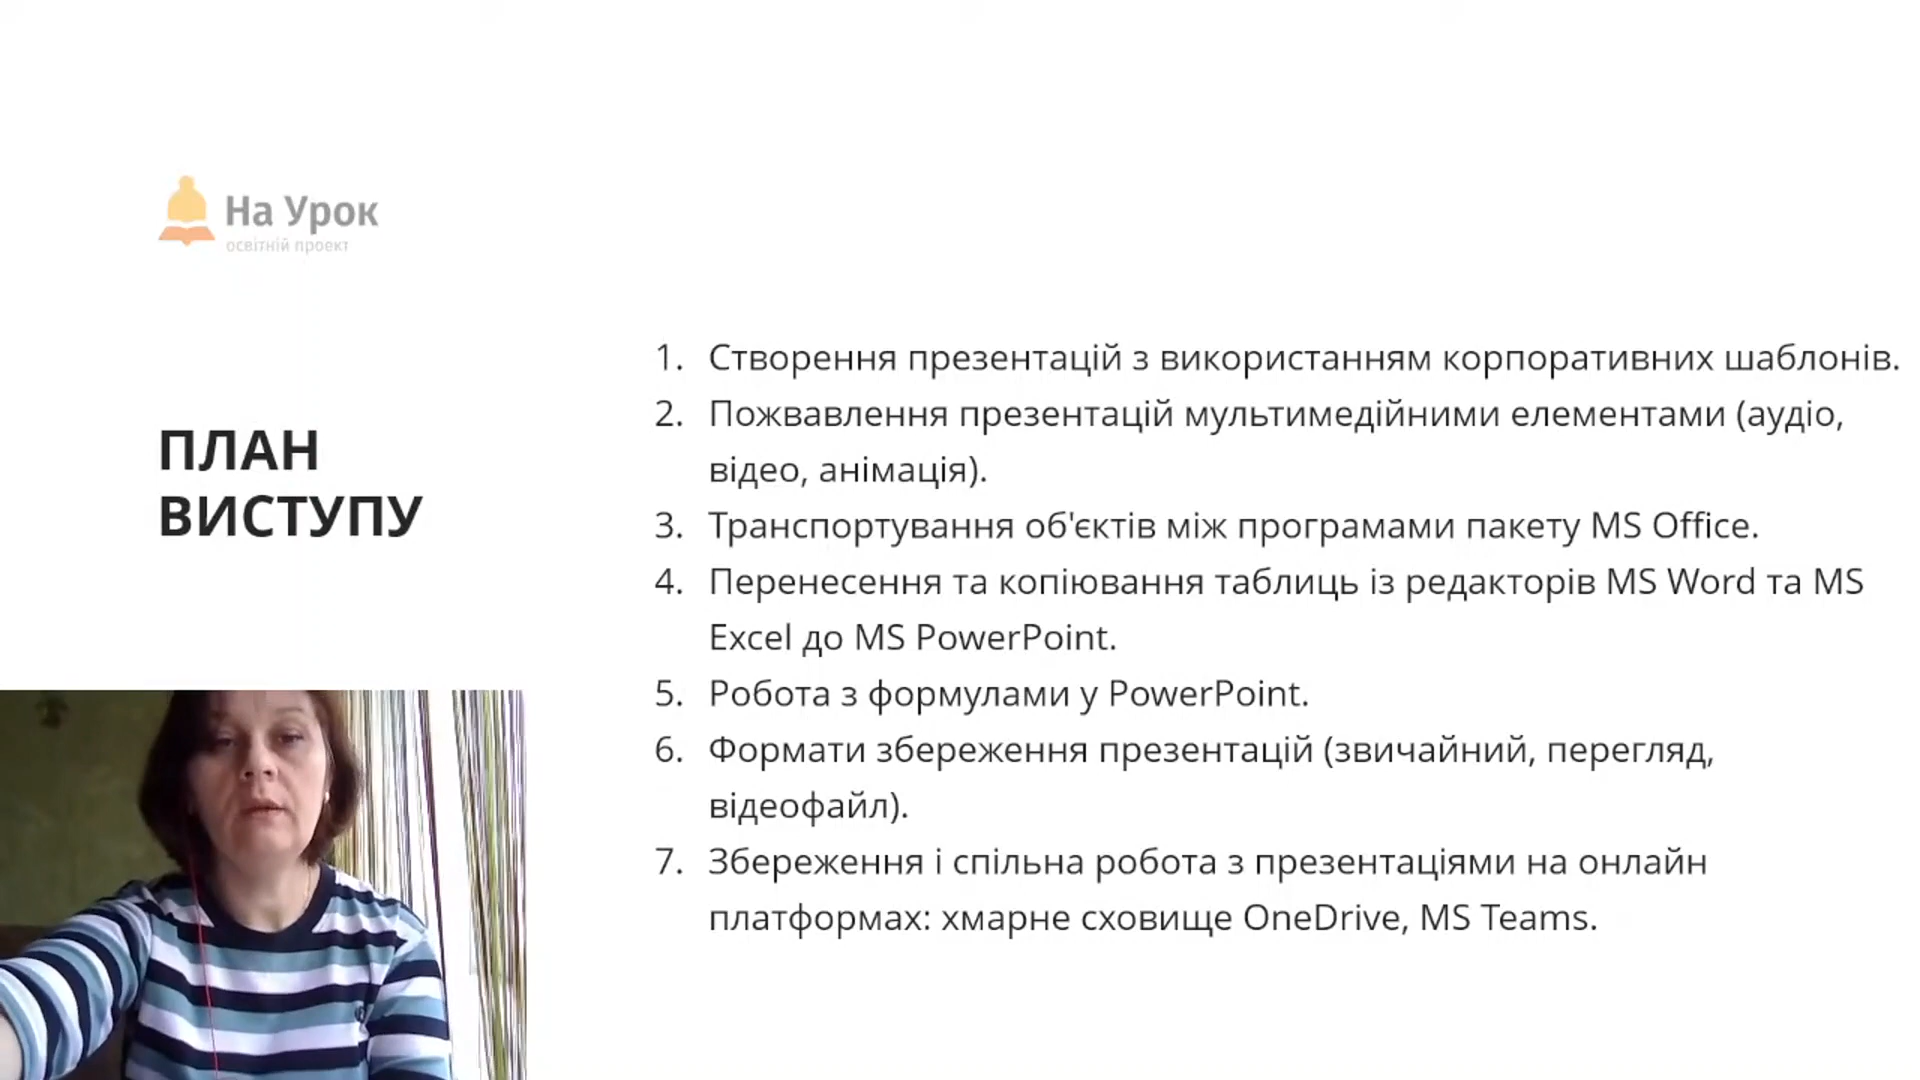 На Урок
освітній проект
ПЛАН
ВИСТУПУ
1. Створення презентацій з використанням корпоративних шаблонів.
2. Пожвавлення презентацій мультимедійними елементами (аудіо,
відео, анімація).
3. Транспортування об'єктів між програмами пакету MS Office.
4. Перенесення та копіювання таблиць із редакторів MS Word та MS
Excel до MS PowerPoint.
5. Робота з формулами у PowerPoint.
6. Формати збереження презентацій (звичайний, перегляд,
відеофайл).
7. Збереження і спільна робота з презентаціями на онлайн
платформах: хмарне сховище OneDrive, MS Teams.